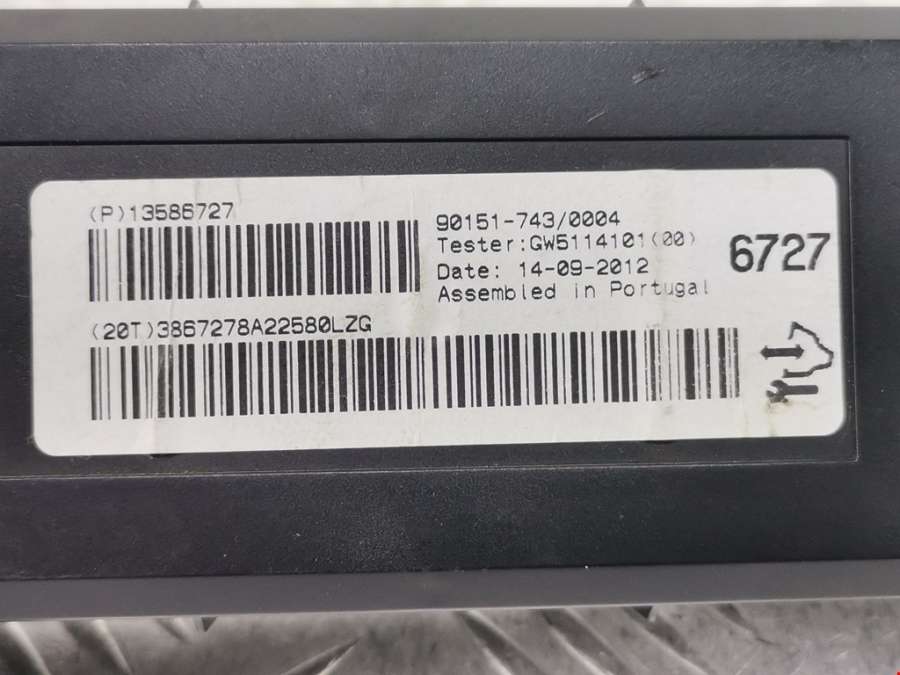 (P)13586727
90151-743/0004
Tester:GW5114101(00)
6727
Date: 14-09-2012
Assembled in Portugal
(20T)3867278A22580LZG